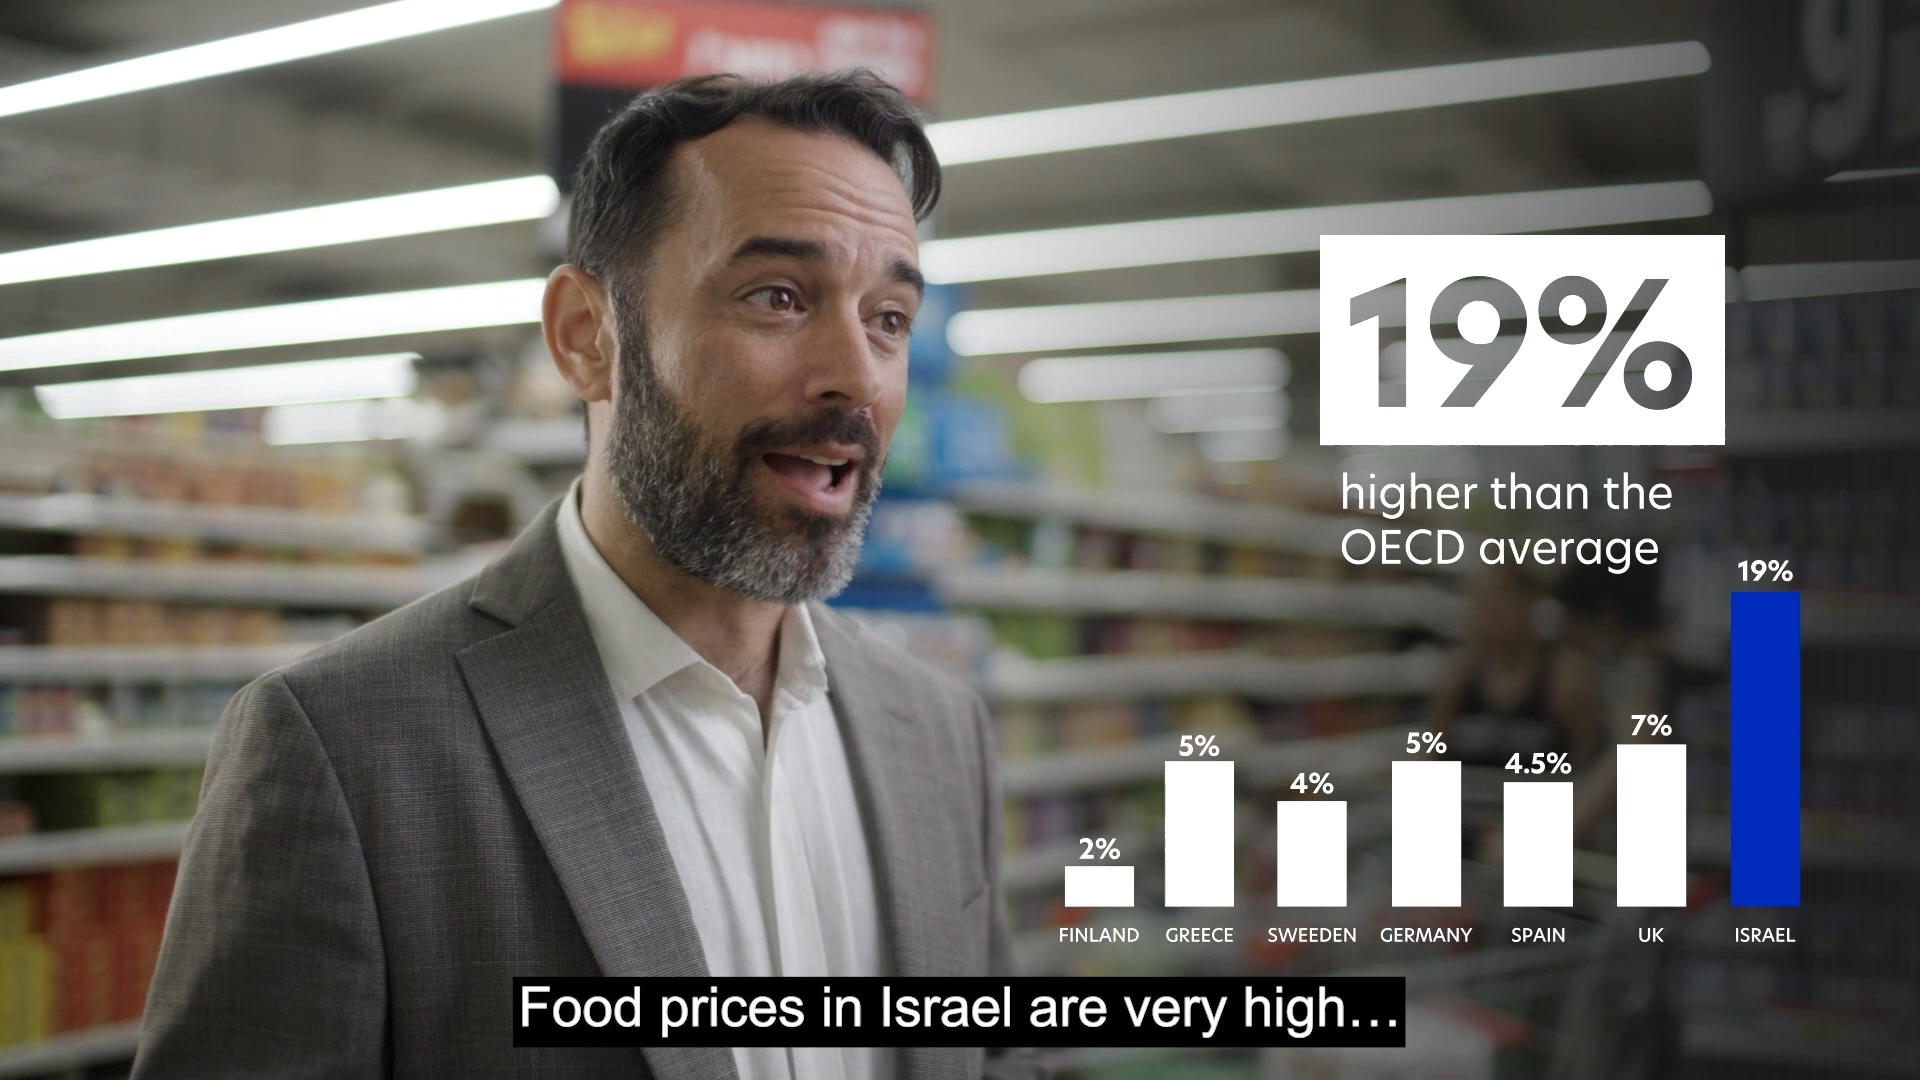 19%
higher than the
OECD average
2%
5%
4%
5%
4.5%
7%
19%
FINLAND
GREECE
SWEEDEN
GERMANY
SPAIN
UK
ISRAEL
Food prices in Israel are very high…